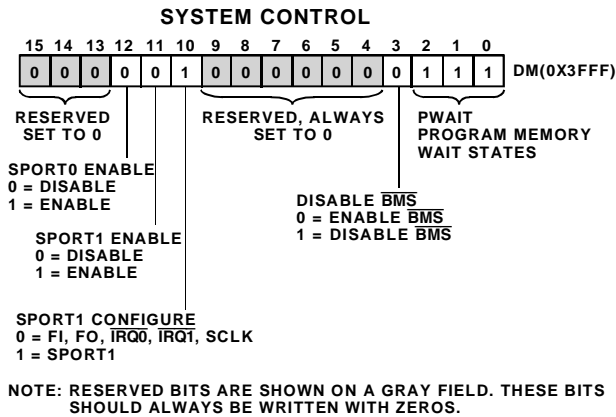 SYSTEM CONTROL
15 14 13 12 11 10 9 8 7 6 5 4 3 2 1 0
0 0 0 0 0 1 0 0 0 0 0 0 0 1 1 1 DM(0X3FFF)
RESERVED
SET TO 0
RESERVED, ALWAYS
SET TO 0
PWAIT
PROGRAM MEMORY
WAIT STATES
SPORT0 ENABLE
0 = DISABLE
1 = ENABLE
DISABLE BMS
0 = ENABLE BMS
1 = DISABLE BMS
SPORT1 ENABLE
0 = DISABLE
1 = ENABLE
SPORT1 CONFIGURE
0 = FI, FO, IRQ0, IRQ1, SCLK
1 = SPORT1
NOTE: RESERVED BITS ARE SHOWN ON A GRAY FIELD. THESE BITS
SHOULD ALWAYS BE WRITTEN WITH ZEROS.